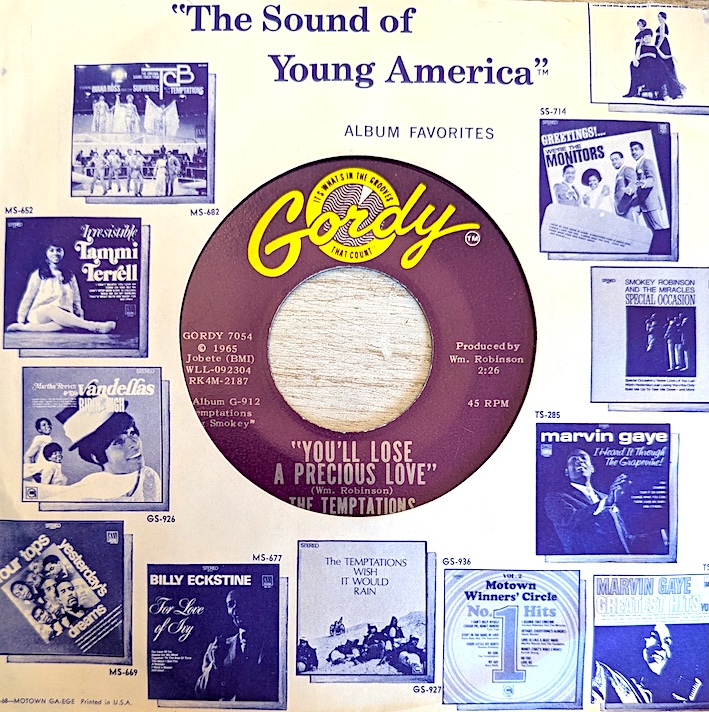 "The Sound of
Young America"™
ALBUM FAVORITES
TCB
DIANA ROSS
SUPREMES
TEMPTATIONS
MS-682
SS-714
GREETINGS!...
WE'RE THE
MONITORS
MS-652
Irresistible
Tammi
Terrell
IT'S WHAT'S IN THE GROOVES
THAT COUNT
Gordy
TM
GORDY 7054
© 1965
Jobete (BMI)
WLL-092304
RK4M-2187
Album G-912
emptations
Smokey"
Produced by
Wm. Robinson
2:26
45 RPM
"YOU'LL LOSE
A PRECIOUS LOVE"
(Wm. Robinson)
THE TEMPTATIONS
STEREO
SMOKEY ROBINSON
AND THE MIRACLES
SPECIAL OCCASION
TS-285
marvin gaye
I Heard It Through
The Grapevine!
Martha Reeves
Vandellas
GS-926
four tops
yesterday's
dreams
MS-669
MS-677
BILLY ECKSTINE
For Love
of Ivy
STEREO
The TEMPTATIONS
WISH
IT WOULD
RAIN
GS-927
GS-936
VOL. 2
Motown
Winners' Circle
No. 1 Hits
MARVIN GAYE
GREATEST HITS
68—MOTOWN GA-EGE Printed in U.S.A.